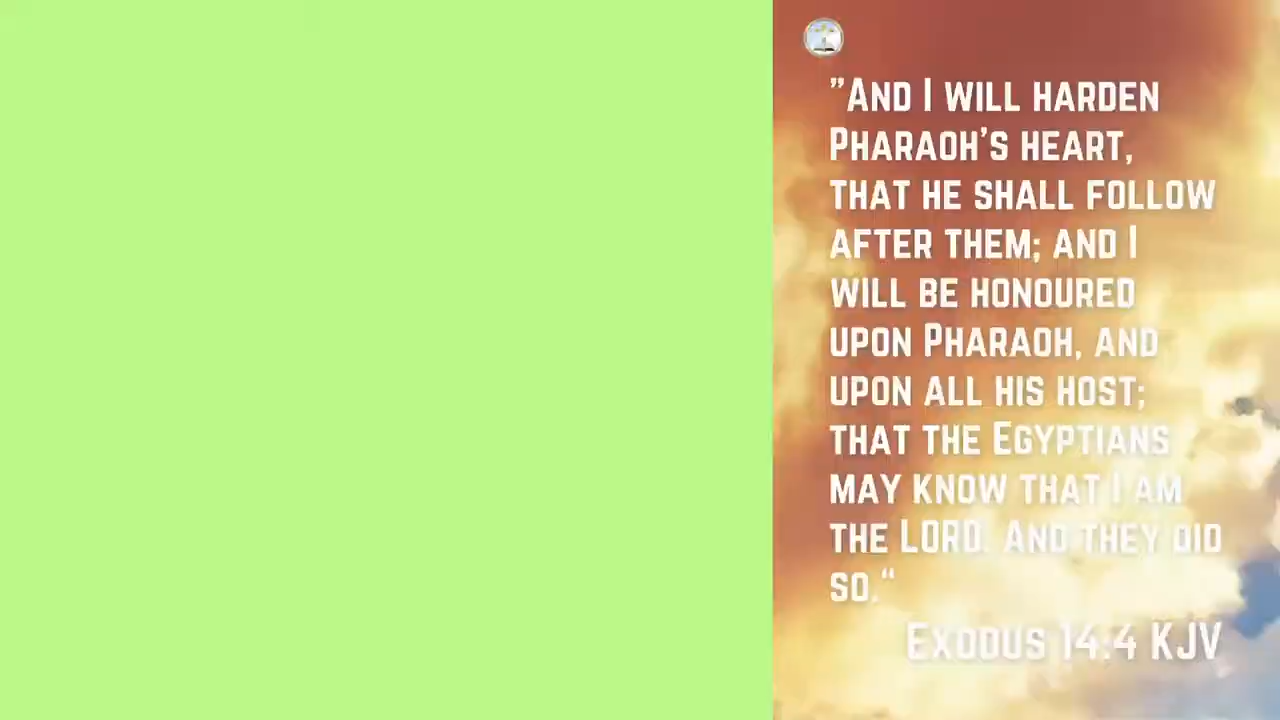 "And I will harden
Pharaoh's heart,
that he shall follow
after them; and I
will be honoured
upon Pharaoh, and
upon all his host;
that the Egyptians
may know that I am
the LORD. And they did
so."
Exodus 14:4 KJV